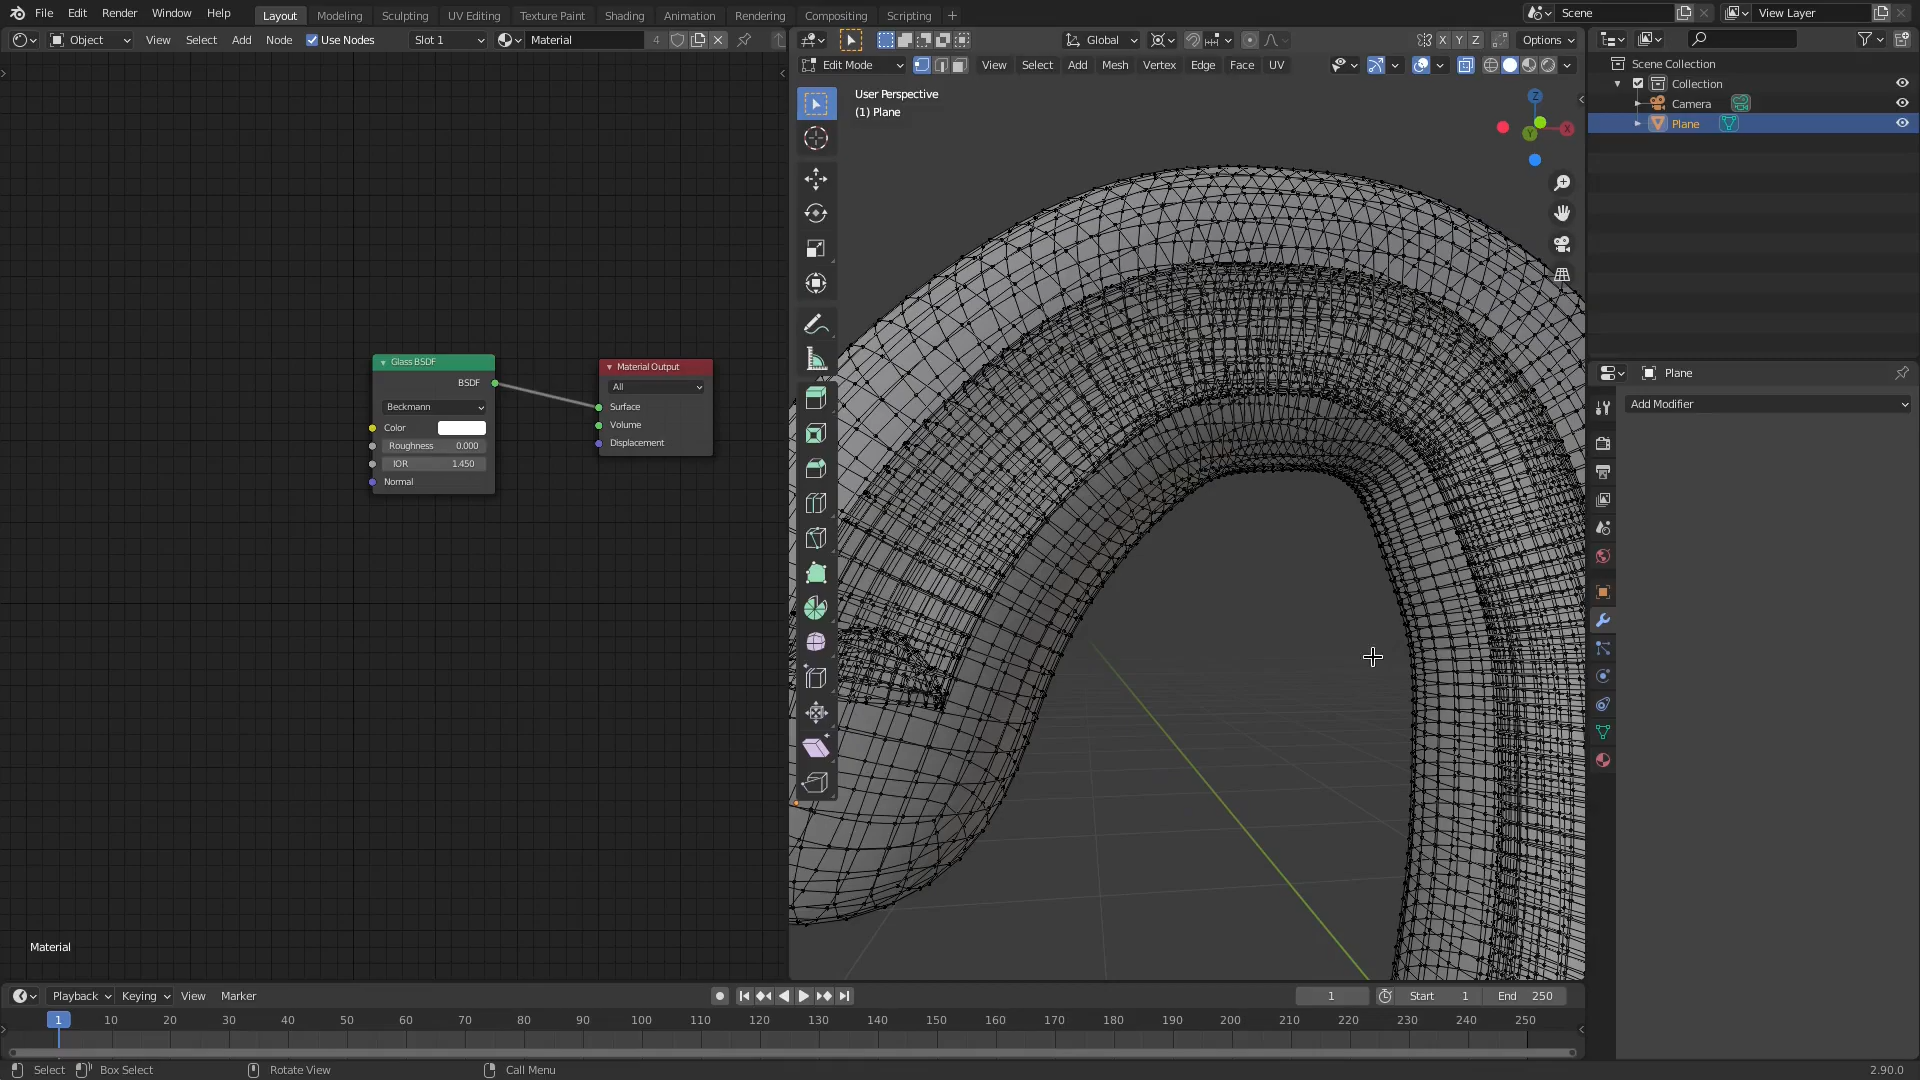 File Edit Render Window Help
Layout Modeling Sculpting UV Editing Texture Paint Shading Animation Rendering Compositing Scripting +
Scene
View Layer
Object View Select Add Node Use Nodes Slot 1 Material 4
Global X Y Z Options
Edit Mode View Select Add Mesh Vertex Edge Face UV
User Perspective
(1) Plane
Z
Y
X
Scene Collection
Collection
Camera
Plane
Plane
Add Modifier
Glass BSDF
BSDF
Beckmann
Color
Roughness 0.000
IOR 1.450
Normal
Material Output
All
Surface
Volume
Displacement
Material
Playback Keying View Marker
1 Start 1 End 250
1 10 20 30 40 50 60 70 80 90 100 110 120 130 140 150 160 170 180 190 200 210 220 230 240 250
Select Box Select Rotate View Call Menu 2.90.0